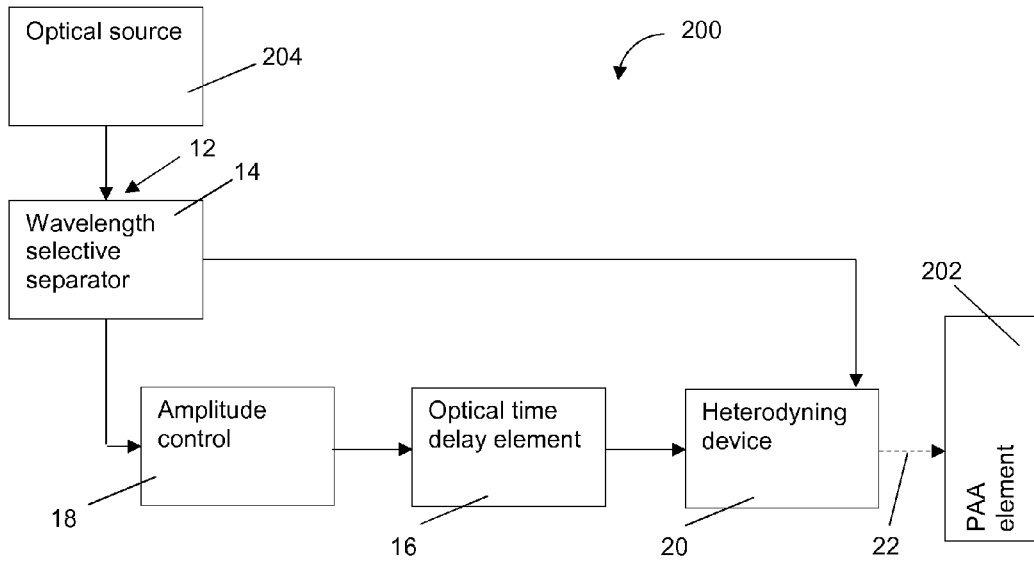 Optical source
204
200
12
14
Wavelength
selective
separator
202
Amplitude
control
Optical time
delay element
Heterodyning
device
PAA
element
18
16
20
22